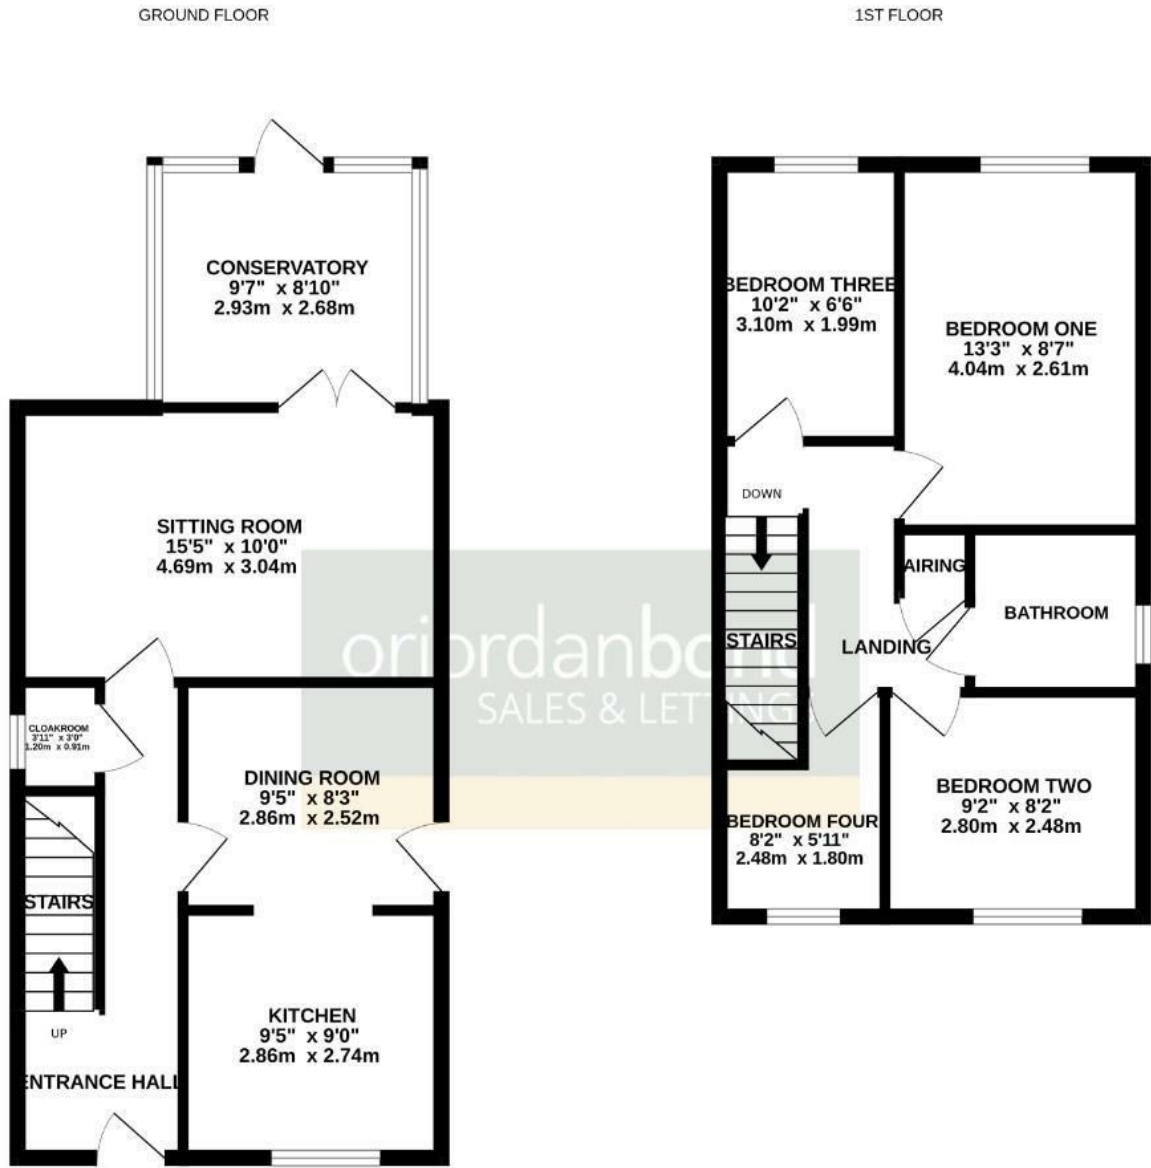 GROUND FLOOR
1ST FLOOR
CONSERVATORY
9'7" x 8'10"
2.93m x 2.68m
SITTING ROOM
15'5" x 10'0"
4.69m x 3.04m
CLOAKROOM
3'11" x 3'0"
1.20m x 0.91m
DINING ROOM
9'5" x 8'3"
2.86m x 2.52m
STAIRS
UP
KITCHEN
9'5" x 9'0"
2.86m x 2.74m
ENTRANCE HALL
BEDROOM THREE
10'2" x 6'6"
3.10m x 1.99m
BEDROOM ONE
13'3" x 8'7"
4.04m x 2.61m
DOWN
AIRING
BATHROOM
STAIRS
LANDING
BEDROOM TWO
9'2" x 8'2"
2.80m x 2.48m
BEDROOM FOUR
8'2" x 5'11"
2.48m x 1.80m
oriordanbond
SALES & LETTINGS